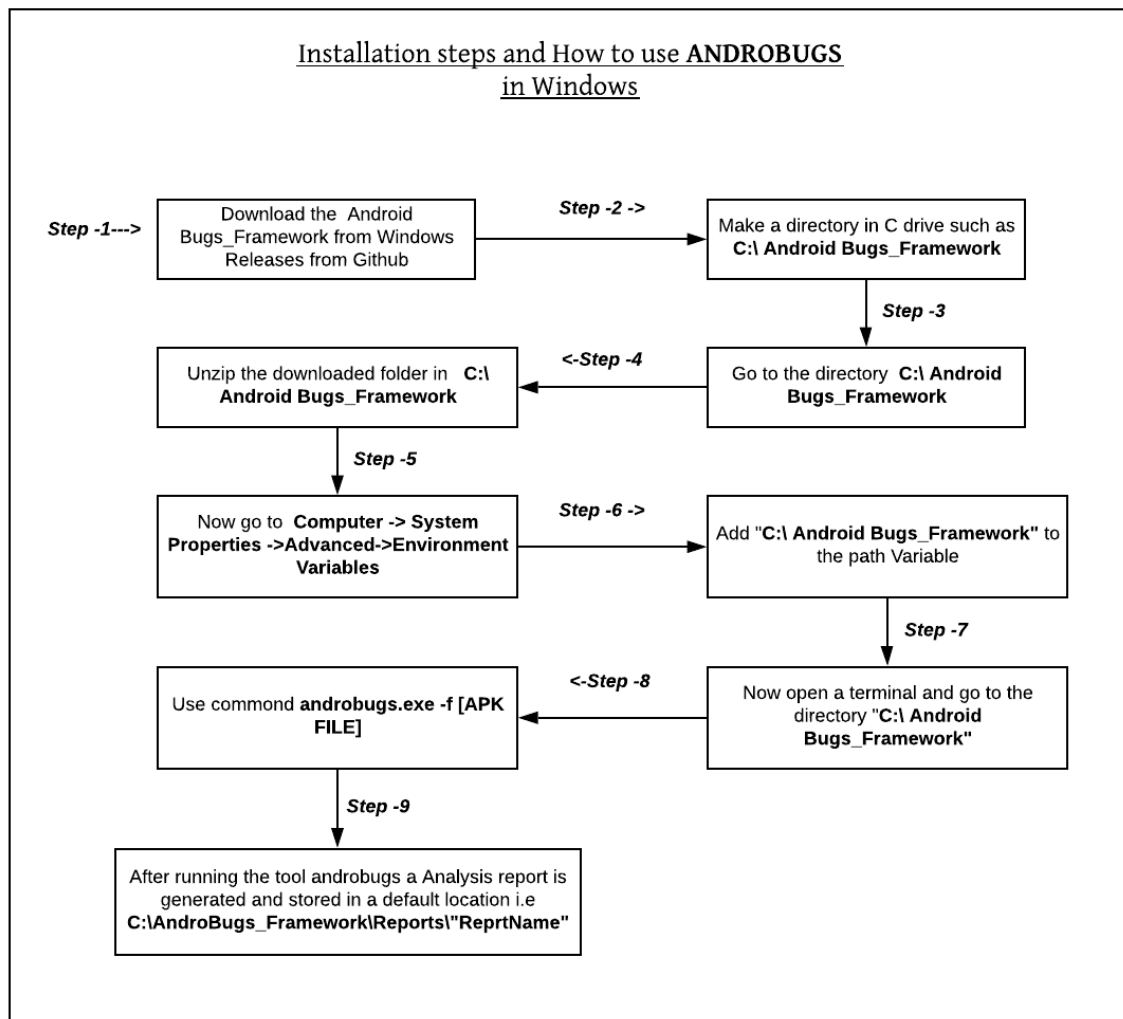 Installation steps and How to use ANDROBUGS
in Windows
Step -1--->
Download the Android
Bugs_Framework from Windows
Releases from Github
Step -2 ->
Make a directory in C drive such as
C:\ Android Bugs_Framework
Step -3
Go to the directory C:\ Android
Bugs_Framework
<-Step -4
Unzip the downloaded folder in C:\
Android Bugs_Framework
Step -5
Now go to Computer -> System
Properties ->Advanced->Environment
Variables
Step -6 ->
Add "C:\ Android Bugs_Framework" to
the path Variable
Step -7
Now open a terminal and go to the
directory "C:\ Android
Bugs_Framework"
<-Step -8
Use commond androbugs.exe -f [APK
FILE]
Step -9
After running the tool androbugs a Analysis report is
generated and stored in a default location i.e
C:\AndroBugs_Framework\Reports\"ReprtName"